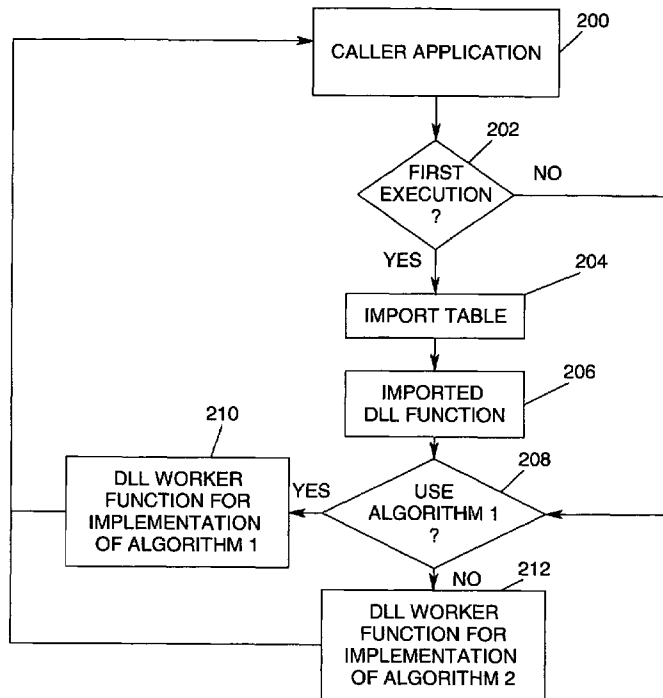 200
CALLER APPLICATION
202
FIRST
EXECUTION
?
NO
YES
204
IMPORT TABLE
206
IMPORTED
DLL FUNCTION
210
208
DLL WORKER
FUNCTION FOR
IMPLEMENTATION
OF ALGORITHM 1
YES
USE
ALGORITHM 1
?
NO
212
DLL WORKER
FUNCTION FOR
IMPLEMENTATION
OF ALGORITHM 2